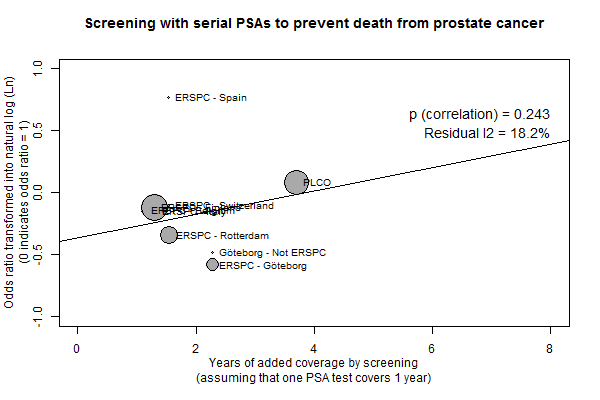 Screening with serial PSAs to prevent death from prostate cancer
Odds ratio transformed into natural log (Ln)
(0 indicates odds ratio = 1)
1.0
0.5
0.0
-0.5
-1.0
ERSPC - Spain
p (correlation) = 0.243
Residual I2 = 18.2%
PLCO
ERSPC - Switzerland
ERSPC - Rotterdam
Göteborg - Not ERSPC
ERSPC - Göteborg
0
2
4
6
8
Years of added coverage by screening
(assuming that one PSA test covers 1 year)